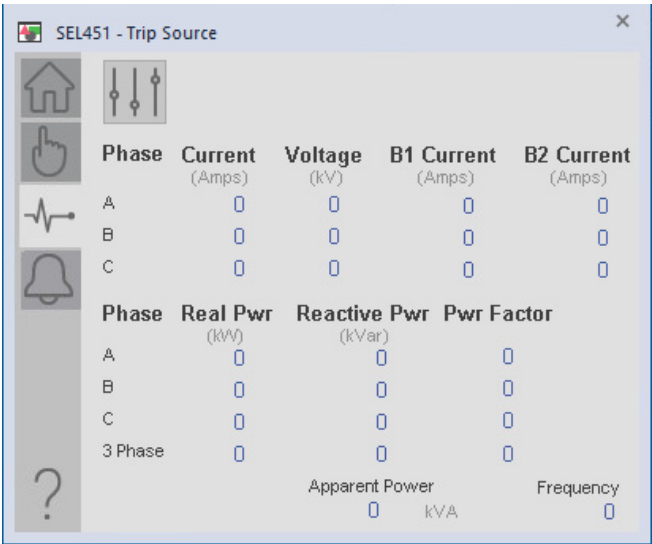 SEL451 - Trip Source
Phase Current Voltage B1 Current B2 Current
(Amps) (kV) (Amps) (Amps)
A 0 0 0 0
B 0 0 0 0
C 0 0 0 0
Phase Real Pwr Reactive Pwr Pwr Factor
(kW) (kVar)
A 0 0 0
B 0 0 0
C 0 0 0
3 Phase 0 0 0
Apparent Power Frequency
0 kVA 0
?